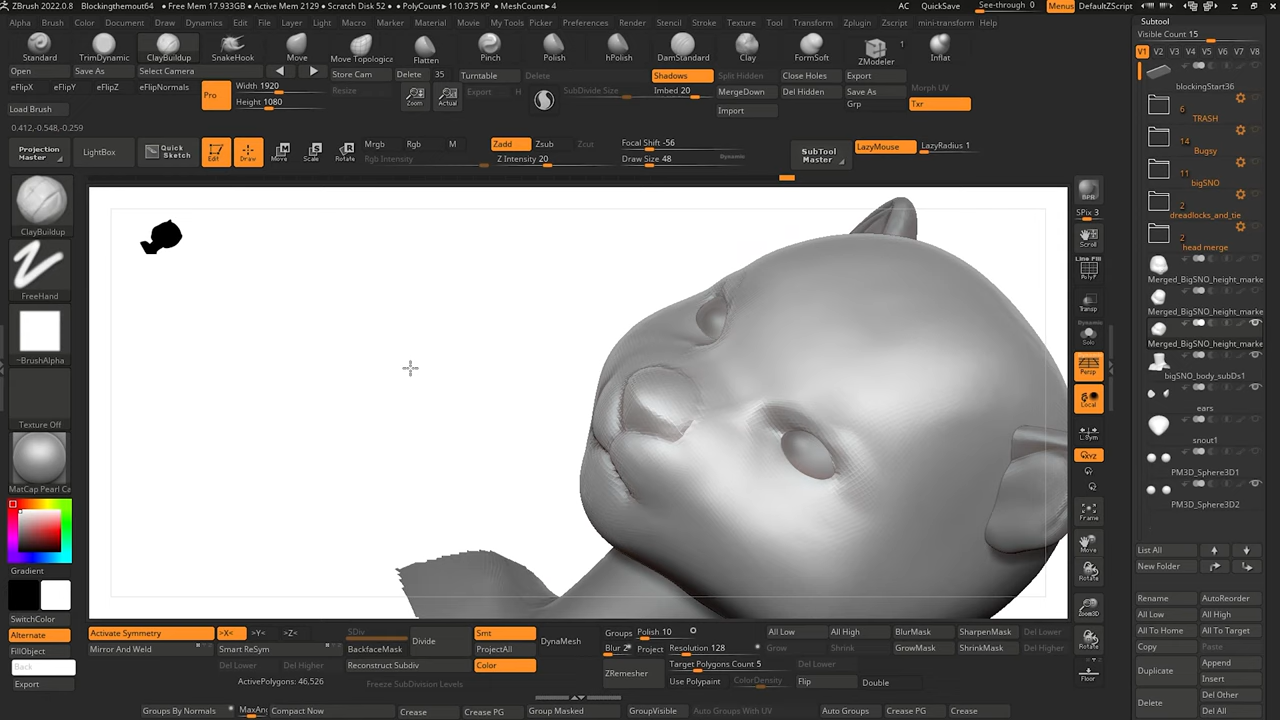 ZBrush 2022.0.8 Blockingthemout64 • Free Mem 17.933GB • Active Mem 2129 • Scratch Disk 52 • PolyCount 110.375 KP • MeshCount 4 AC QuickSave See-through 0 Menus DefaultZScript
Alpha Brush Color Document Draw Dynamics Edit File Layer Light Macro Marker Material Movie My Tools Picker Preferences Render Stencil Stroke Texture Tool Transform Zplugin Zscript mini-transform Help
Standard TrimDynamic ClayBuildup SnakeHook Move Move Topologica Flatten Pinch Polish hPolish DamStandard Clay FormSoft ZModeler 1 Inflat
Open Save As Select Camera Store Cam Delete 35 Turntable Delete Shadows Split Hidden Close Holes Export Morph UV
eFlipX eFlipY eFlipZ eFlipNormals Pro Width 1920 Height 1080 Resize Zoom Actual Export H SubDivide Size Imbed 20 MergeDown Del Hidden Save As
Load Brush Import Grp Txr
0.412,-0.548,-0.259
Projection Master LightBox Quick Sketch Edit Draw Move Scale Rotate Mrgb Rgb M Zadd Zsub Zcut Focal Shift -56 SubTool Master LazyMouse LazyRadius 1
Rgb Intensity Z Intensity 20 Draw Size 48 Dynamic
ClayBuildup
FreeHand
~BrushAlpha
Texture Off
MatCap Pearl Ca
Gradient
SwitchColor
Alternate
FillObject
Back
Export
BPR
SPix 3
Scroll
Line Fill
PolyF
Transp
Dynamic
Solo
Persp
Local
L.Sym
XYZ
Frame
Move
Rotate
Zoom3D
Rotate
Floor
Subtool
Visible Count 15
V1 V2 V3 V4 V5 V6 V7 V8
blockingStart36
6
TRASH
14
Bugsy
11
bigSNO
2
dreadlocks_and_tie
2
head merge
Merged_BigSNO_height_marke
Merged_BigSNO_height_marke
Merged_BigSNO_height_marke
bigSNO_body_subDs1
ears
snout1
PM3D_Sphere3D1
PM3D_Sphere3D2
List All
New Folder
Rename AutoReorder
All Low All High
All To Home All To Target
Copy Paste
Duplicate Append
Insert
Delete Del Other
Del All
Activate Symmetry >X< >Y< >Z< SDiv Divide Smt DynaMesh Groups Polish 10 All Low All High BlurMask SharpenMask Del Lower
Mirror And Weld Smart ReSym BackfaceMask ProjectAll Blur 2 Project Resolution 128 Grow Shrink GrowMask ShrinkMask Del Higher
Del Lower Del Higher Reconstruct Subdiv Color ZRemesher Target Polygons Count 5 Del Lower
ActivePolygons: 46,526 Freeze SubDivision Levels Use Polypaint ColorDensity Flip Double
Groups By Normals MaxAng Compact Now Crease Crease PG Group Masked GroupVisible Auto Groups With UV Auto Groups Crease PG Crease